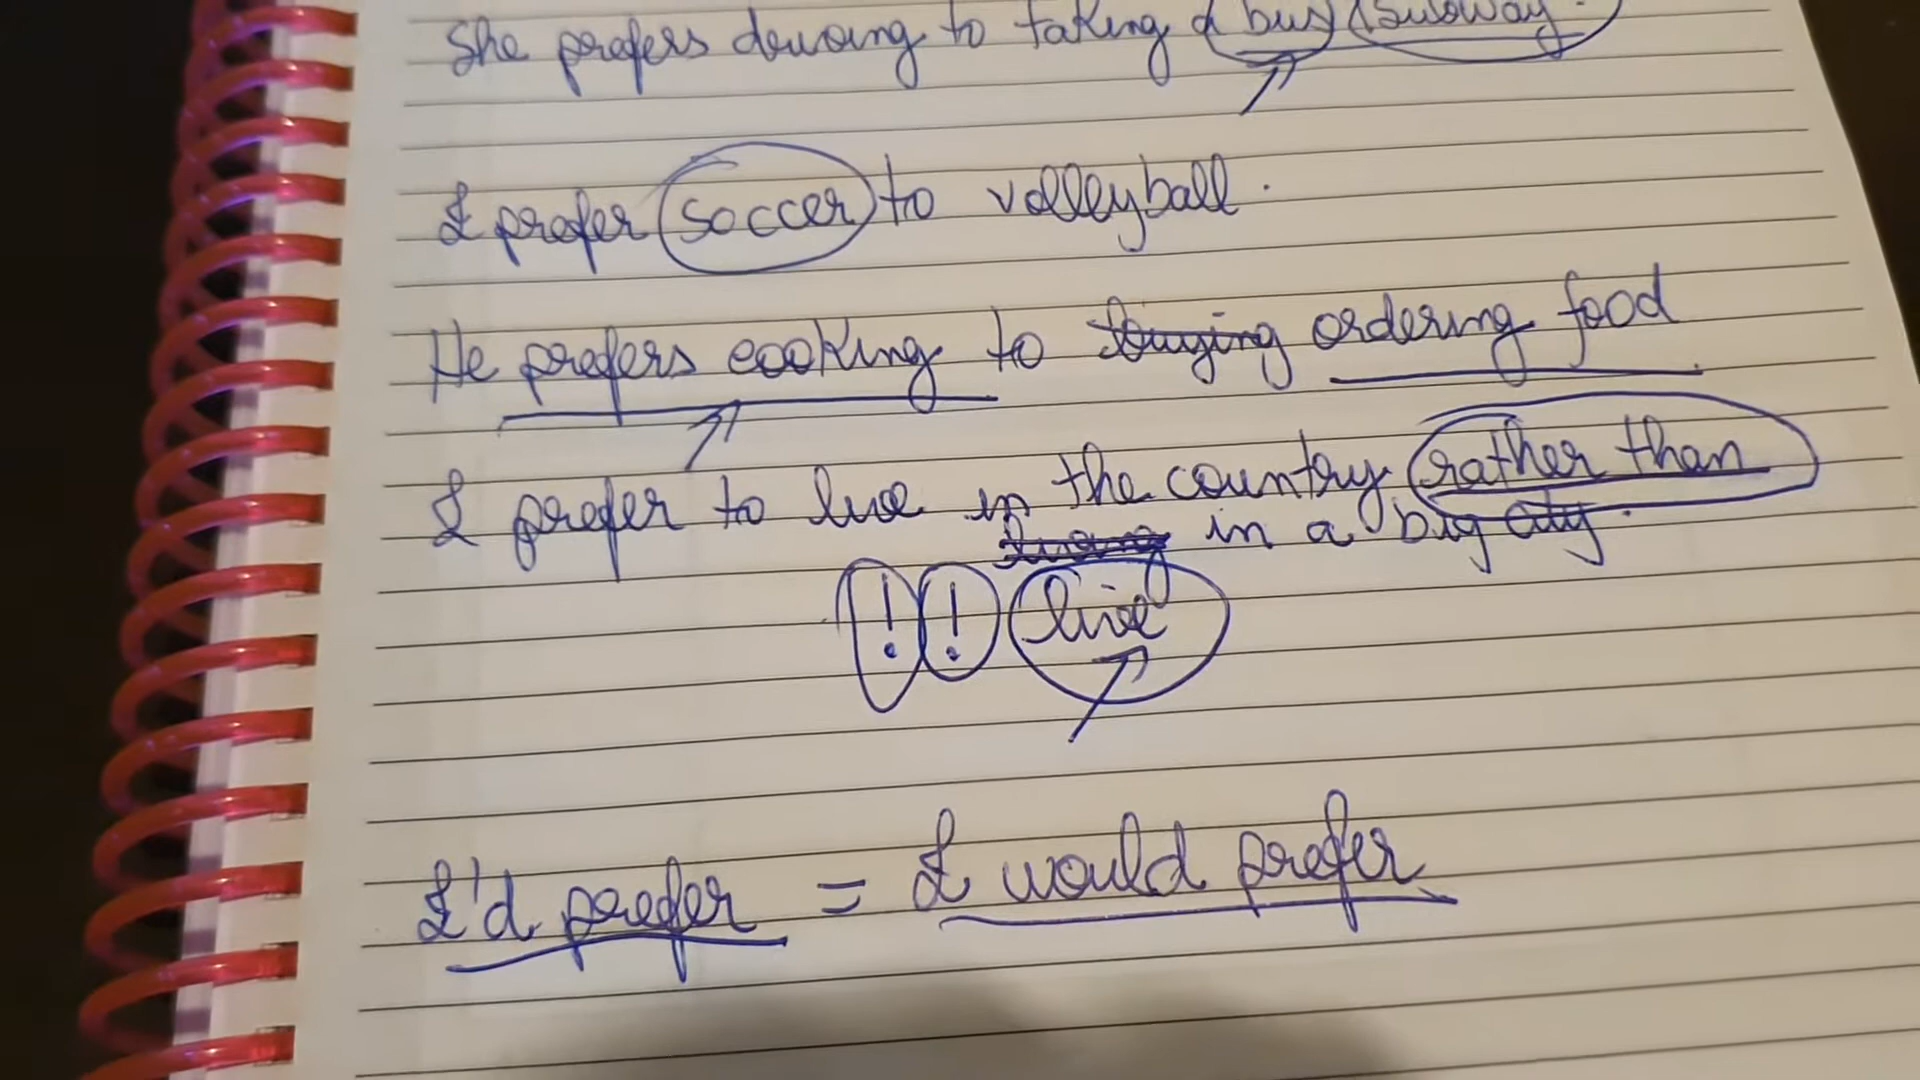 She prefers driving to taking a bus/subway.
I prefer soccer to volleyball.
He prefers cooking to buying ordering food
I prefer to live in the country rather than
living in a big city.
!! live
I'd prefer = I would prefer